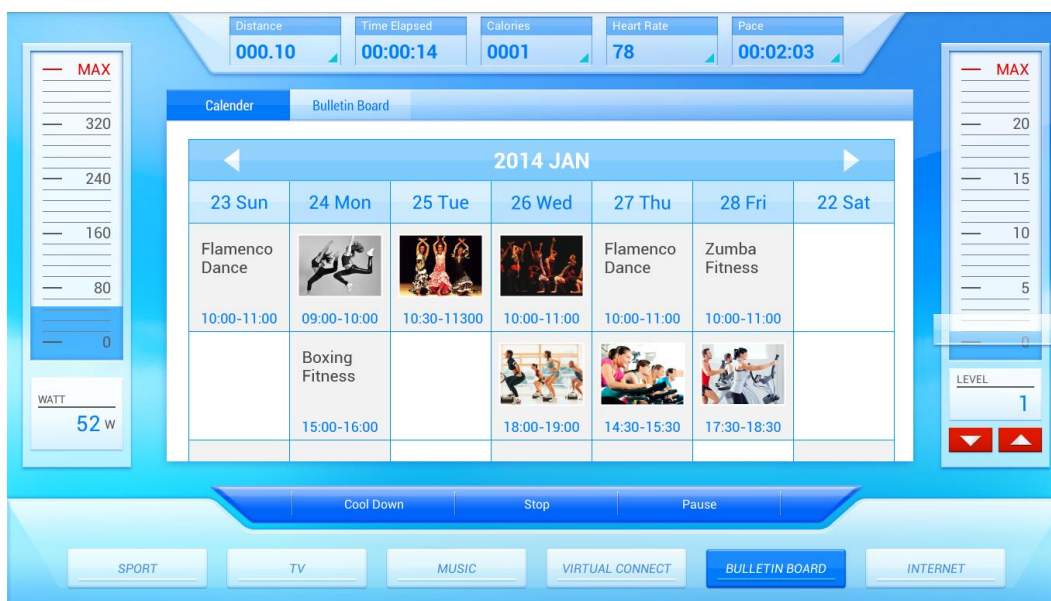 Distance
Time Elapsed
Calories
Heart Rate
Pace
000.10
00:00:14
0001
78
00:02:03
MAX
320
240
160
80
0
WATT
52 W
Calender
Bulletin Board
2014 JAN
23 Sun
24 Mon
25 Tue
26 Wed
27 Thu
28 Fri
22 Sat
Flamenco
Dance
10:00-11:00
09:00-10:00
10:30-11300
10:00-11:00
Flamenco
Dance
10:00-11:00
Zumba
Fitness
10:00-11:00
Boxing
Fitness
15:00-16:00
18:00-19:00
14:30-15:30
17:30-18:30
MAX
20
15
10
5
0
LEVEL
1
Cool Down
Stop
Pause
SPORT
TV
MUSIC
VIRTUAL CONNECT
BULLETIN BOARD
INTERNET